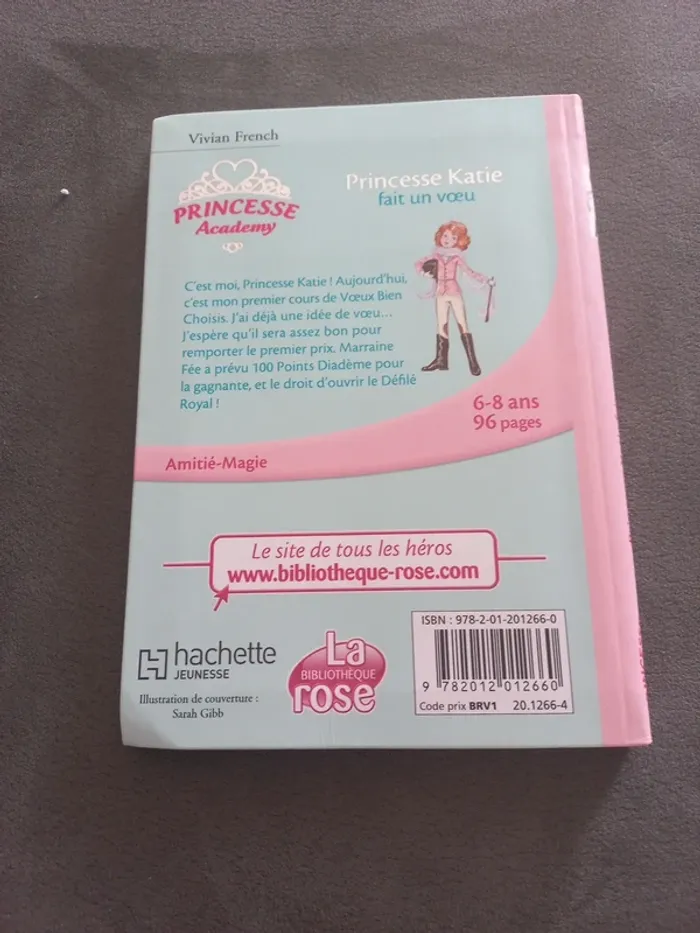 Vivian French
PRINCESSE
Academy
Princesse Katie
fait un vœu
C'est moi, Princesse Katie ! Aujourd'hui,
c'est mon premier cours de Vœux Bien
Choisis. J'ai déjà une idée de vœu...
J'espère qu'il sera assez bon pour
remporter le premier prix. Marraine
Fée a prévu 100 Points Diadème pour
la gagnante, et le droit d'ouvrir le Défilé
Royal !
6-8 ans
96 pages
Amitié-Magie
Le site de tous les héros
www.bibliotheque-rose.com
hachette
JEUNESSE
Illustration de couverture :
Sarah Gibb
La
BIBLIOTHÈQUE
rose
ISBN : 978-2-01-201266-0
9 782012 012660
Code prix BRV1 20.1266-4